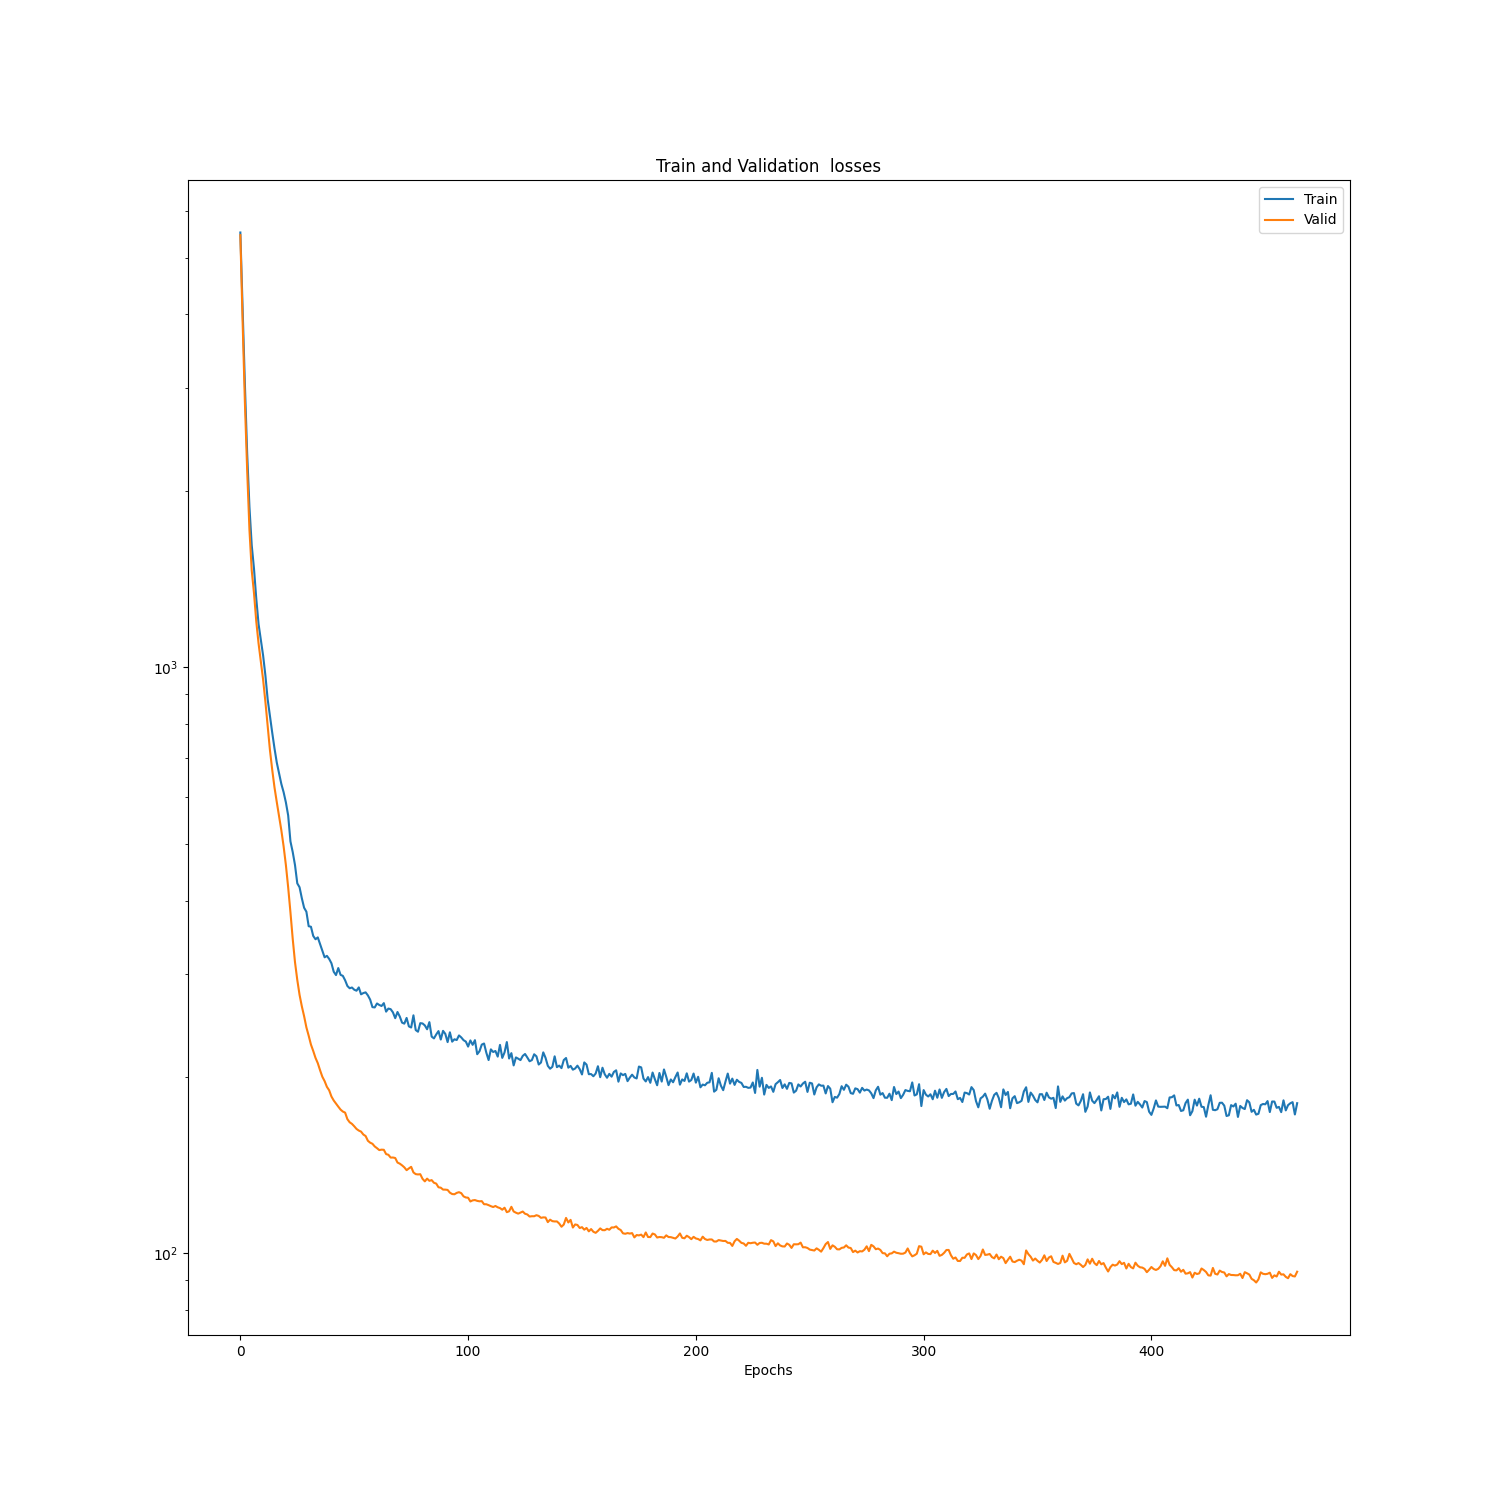 Train and Validation  losses
Train
Valid
10³
10²
0 100 200 300 400
Epochs